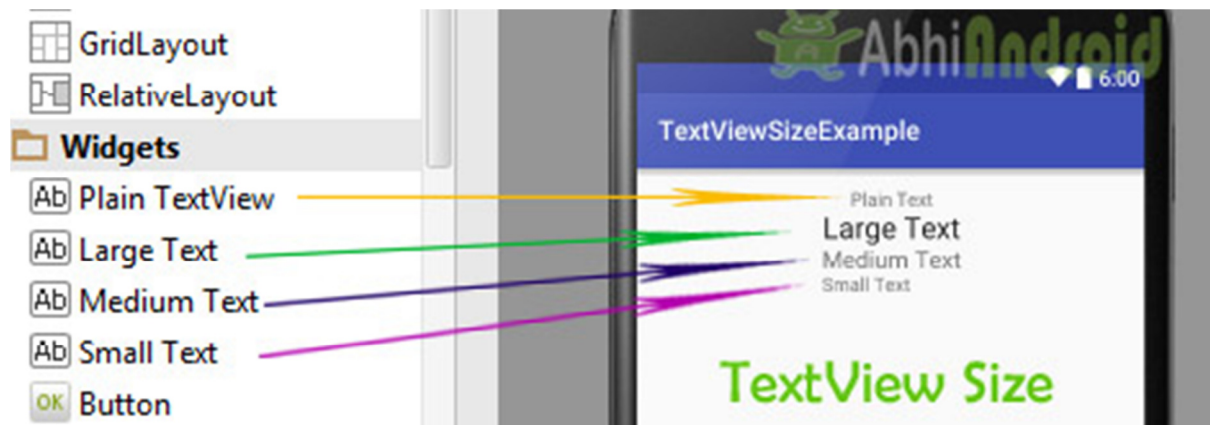 GridLayout
RelativeLayout
Widgets
Ab Plain TextView
Ab Large Text
Ab Medium Text
Ab Small Text
OK Button
AbhiAndroid
6:00
TextViewSizeExample
Plain Text
Large Text
Medium Text
Small Text
TextView Size